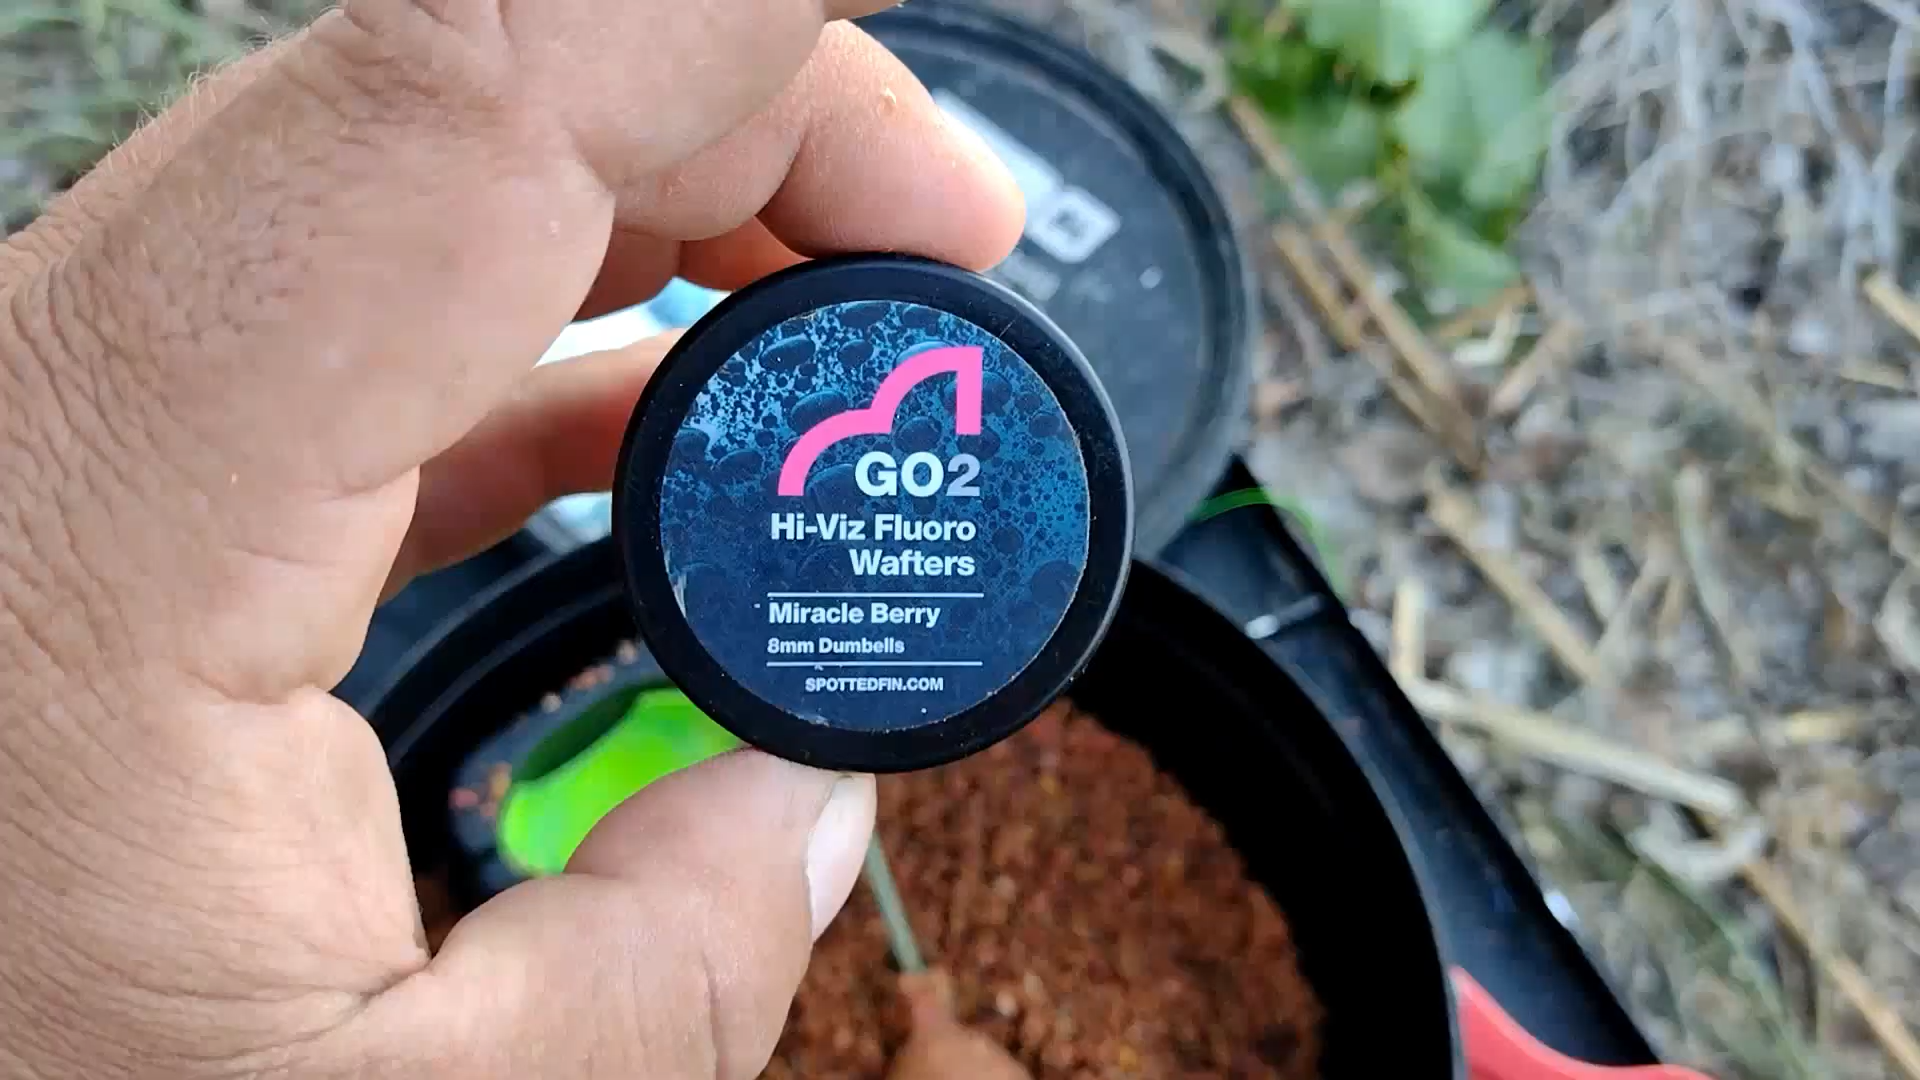 GO2
Hi-Viz Fluoro
Wafters
Miracle Berry
8mm Dumbells
SPOTTEDFIN.COM